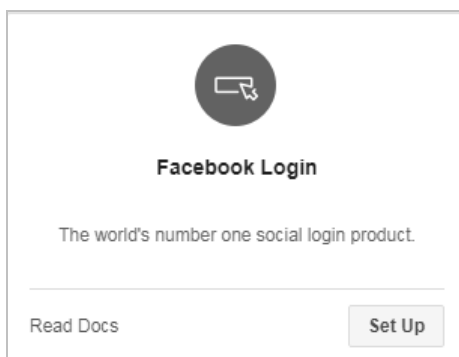 Facebook Login
The world's number one social login product.
Read Docs Set Up